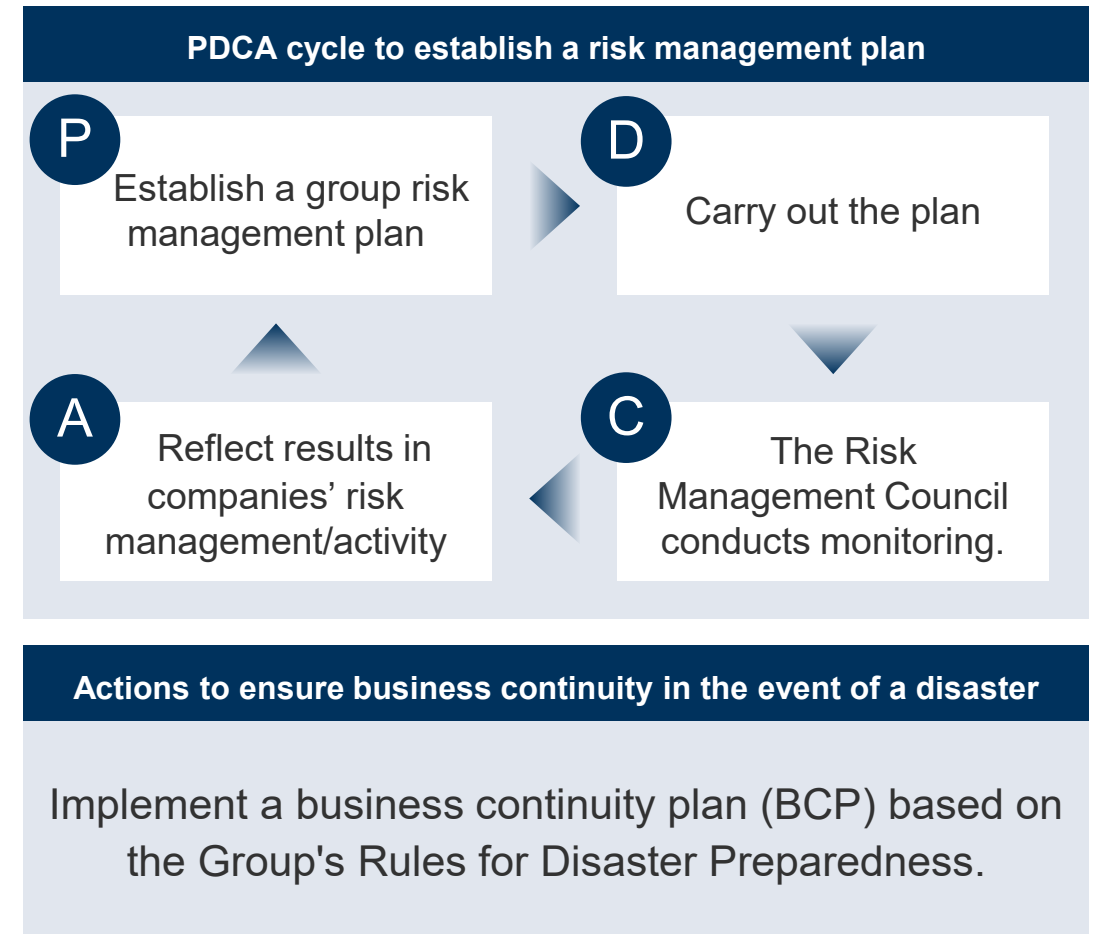 PDCA cycle to establish a risk management plan
P
Establish a group risk
management plan
D
Carry out the plan
A
Reflect results in
companies’ risk
management/activity
C
The Risk
Management Council
conducts monitoring.
Actions to ensure business continuity in the event of a disaster
Implement a business continuity plan (BCP) based on
the Group's Rules for Disaster Preparedness.